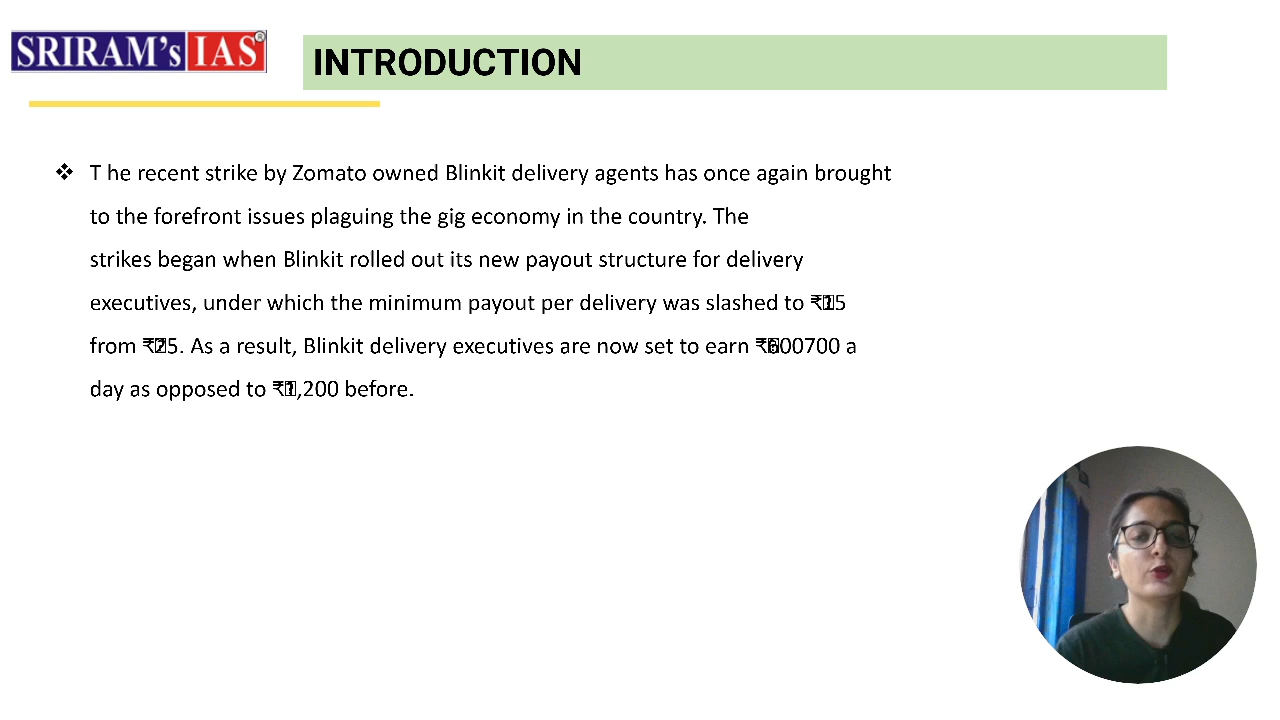 SRIRAM's IAS®
INTRODUCTION
❖ T he recent strike by Zomato owned Blinkit delivery agents has once again brought
to the forefront issues plaguing the gig economy in the country. The
strikes began when Blinkit rolled out its new payout structure for delivery
executives, under which the minimum payout per delivery was slashed to ₹15
from ₹25. As a result, Blinkit delivery executives are now set to earn ₹600700 a
day as opposed to ₹1,200 before.